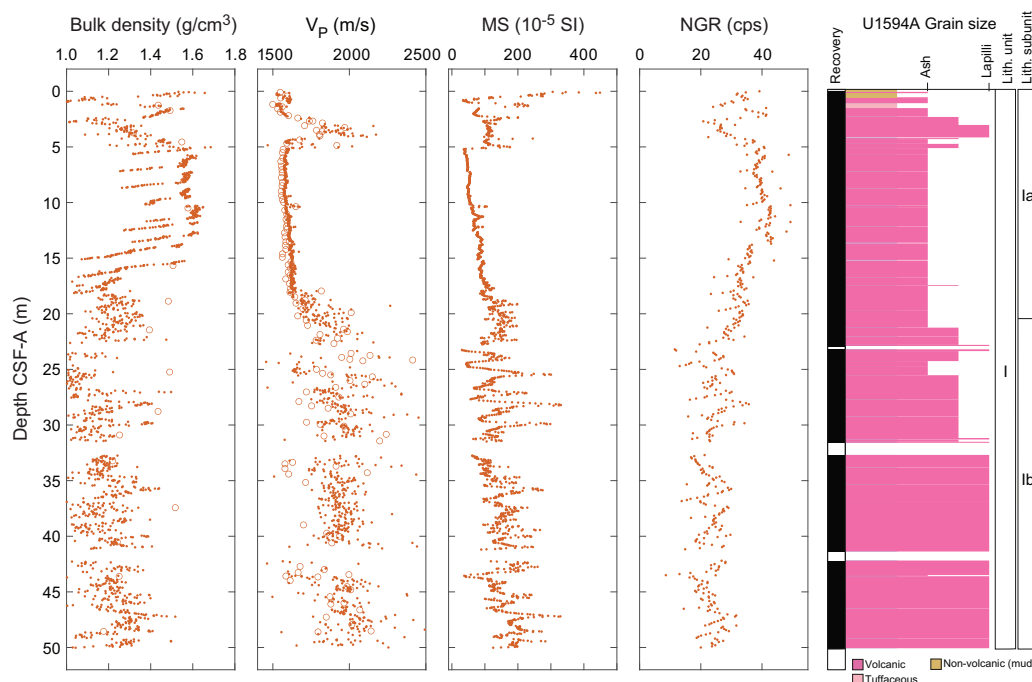 Bulk density (g/cm³)
Vₚ (m/s)
MS (10⁻⁵ SI)
NGR (cps)
U1594A Grain size
Recovery
Ash
Lapilli
Lith. unit
Lith. subunit
1.0 1.2 1.4 1.6 1.8
1500 2000 2500
0 200 400
0 20 40
Depth CSF-A (m)
0
5
10
15
20
25
30
35
40
45
50
Ia
I
Ib
Volcanic
Non-volcanic (mud
Tuffaceous